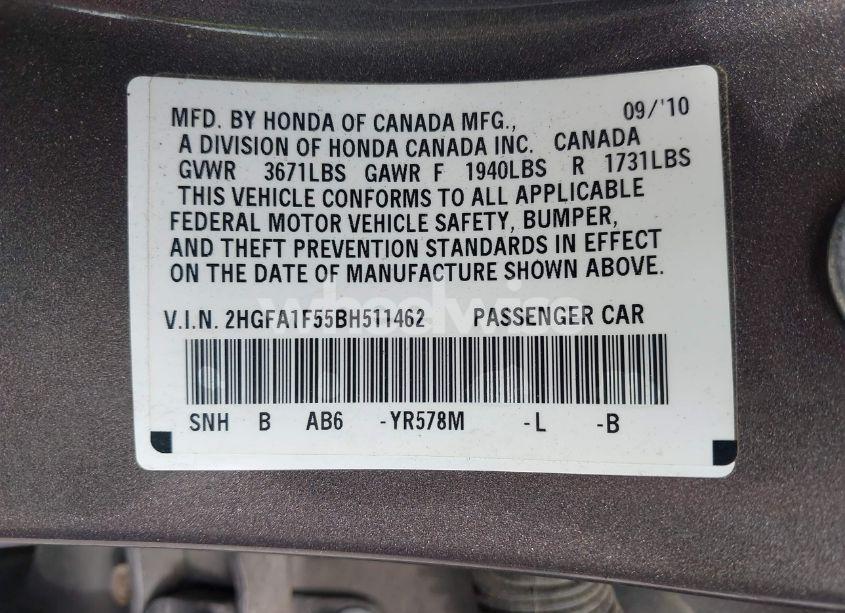 MFD. BY HONDA OF CANADA MFG., 09/'10
A DIVISION OF HONDA CANADA INC. CANADA
GVWR 3671LBS GAWR F 1940LBS R 1731LBS
THIS VEHICLE CONFORMS TO ALL APPLICABLE
FEDERAL MOTOR VEHICLE SAFETY, BUMPER,
AND THEFT PREVENTION STANDARDS IN EFFECT
ON THE DATE OF MANUFACTURE SHOWN ABOVE.
wheelwire
V.I.N. 2HGFA1F55BH511462 PASSENGER CAR
SNH B AB6 -YR578M -L -B